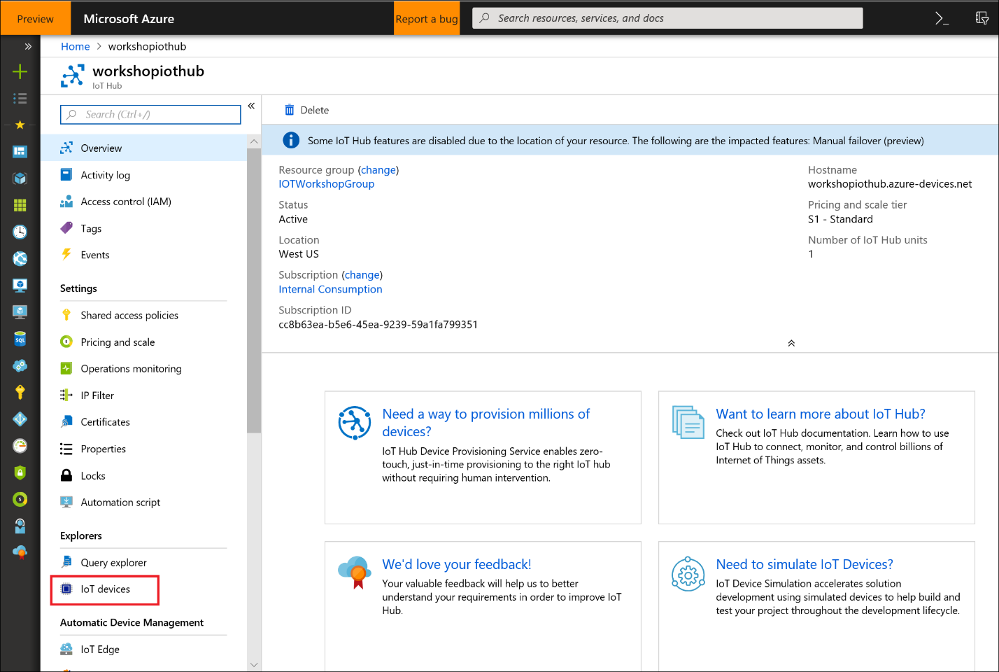 Preview
Microsoft Azure
Report a bug
Search resources, services, and docs
Home > workshopiothub
workshopiothub
IoT Hub
Search (Ctrl+/)
Overview
Activity log
Access control (IAM)
Tags
Events
Settings
Shared access policies
Pricing and scale
Operations monitoring
IP Filter
Certificates
Properties
Locks
Automation script
Explorers
Query explorer
IoT devices
Automatic Device Management
IoT Edge
Delete
Some IoT Hub features are disabled due to the location of your resource. The following are the impacted features: Manual failover (preview)
Resource group (change)
IOTWorkshopGroup
Status
Active
Location
West US
Subscription (change)
Internal Consumption
Subscription ID
cc8b63ea-b5e6-45ea-9239-59a1fa799351
Hostname
workshopiothub.azure-devices.net
Pricing and scale tier
S1 - Standard
Number of IoT Hub units
1
Need a way to provision millions of
devices?
IoT Hub Device Provisioning Service enables zero-
touch, just-in-time provisioning to the right IoT hub
without requiring human intervention.
Want to learn more about IoT Hub?
Check out IoT Hub documentation. Learn how to use
IoT Hub to connect, monitor, and control billions of
Internet of Things assets.
We'd love your feedback!
Your valuable feedback will help us to better
understand your requirements in order to improve IoT
Hub.
Need to simulate IoT Devices?
IoT Device Simulation accelerates solution
development using simulated devices to help build and
test your project throughout the development lifecycle.
SQL